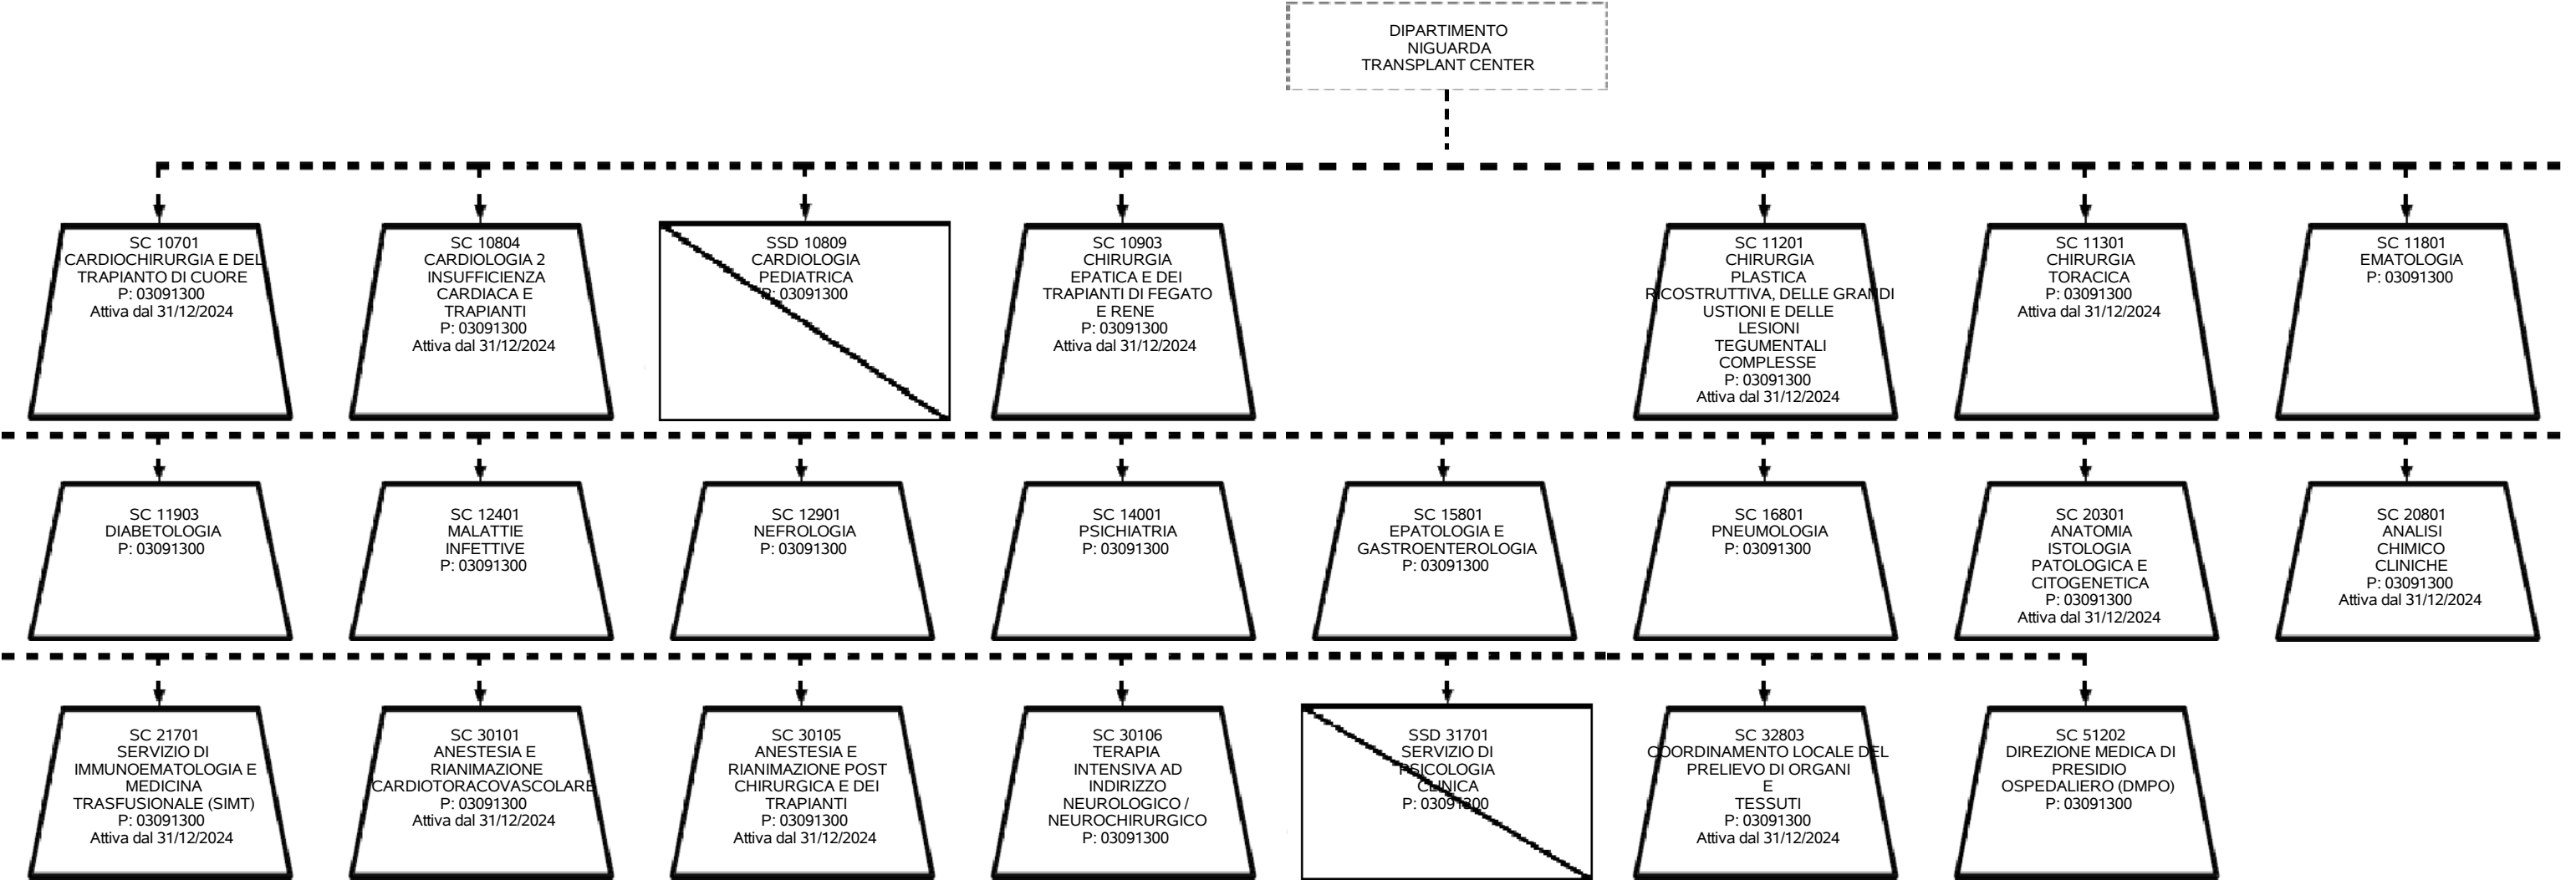 DIPARTIMENTO
NIGUARDA
TRANSPLANT CENTER
SC 10701
CARDIOCHIRURGIA E DEL
TRAPIANTO DI CUORE
P: 03091300
Attiva dal 31/12/2024
SC 10804
CARDIOLOGIA 2
INSUFFICIENZA
CARDIACA E
TRAPIANTI
P: 03091300
Attiva dal 31/12/2024
SSD 10809
CARDIOLOGIA
PEDIATRICA
P: 03091300
SC 10903
CHIRURGIA
EPATICA E DEI
TRAPIANTI DI FEGATO
E RENE
P: 03091300
Attiva dal 31/12/2024
SC 11201
CHIRURGIA
PLASTICA
RICOSTRUTTIVA, DELLE GRANDI
USTIONI E DELLE
LESIONI
TEGUMENTALI
COMPLESSE
P: 03091300
Attiva dal 31/12/2024
SC 11301
CHIRURGIA
TORACICA
P: 03091300
Attiva dal 31/12/2024
SC 11801
EMATOLOGIA
P: 03091300
SC 11903
DIABETOLOGIA
P: 03091300
SC 12401
MALATTIE
INFETTIVE
P: 03091300
SC 12901
NEFROLOGIA
P: 03091300
SC 14001
PSICHIATRIA
P: 03091300
SC 15801
EPATOLOGIA E
GASTROENTEROLOGIA
P: 03091300
SC 16801
PNEUMOLOGIA
P: 03091300
SC 20301
ANATOMIA
ISTOLOGIA
PATOLOGICA E
CITOGENETICA
P: 03091300
Attiva dal 31/12/2024
SC 20801
ANALISI
CHIMICO
CLINICHE
P: 03091300
Attiva dal 31/12/2024
SC 21701
SERVIZIO DI
IMMUNOEMATOLOGIA E
MEDICINA
TRASFUSIONALE (SIMT)
P: 03091300
Attiva dal 31/12/2024
SC 30101
ANESTESIA E
RIANIMAZIONE
CARDIOTORACOVASCOLARE
P: 03091300
Attiva dal 31/12/2024
SC 30105
ANESTESIA E
RIANIMAZIONE POST
CHIRURGICA E DEI
TRAPIANTI
P: 03091300
Attiva dal 31/12/2024
SC 30106
TERAPIA
INTENSIVA AD
INDIRIZZO
NEUROLOGICO /
NEUROCHIRURGICO
P: 03091300
SSD 31701
SERVIZIO DI
PSICOLOGIA
CLINICA
P: 03091300
SC 32803
COORDINAMENTO LOCALE DEL
PRELIEVO DI ORGANI
E
TESSUTI
P: 03091300
Attiva dal 31/12/2024
SC 51202
DIREZIONE MEDICA DI
PRESIDIO
OSPEDALIERO (DMPO)
P: 03091300